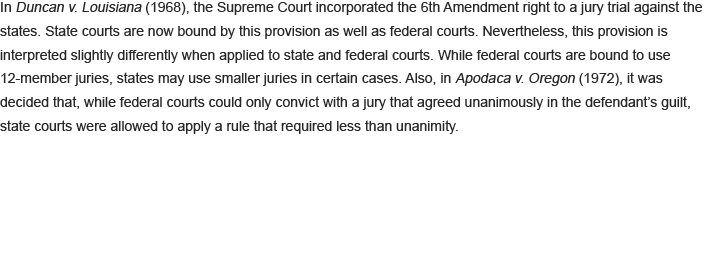 In Duncan v. Louisiana (1968), the Supreme Court incorporated the 6th Amendment right to a jury trial against the
states. State courts are now bound by this provision as well as federal courts. Nevertheless, this provision is
interpreted slightly differently when applied to state and federal courts. While federal courts are bound to use
12-member juries, states may use smaller juries in certain cases. Also, in Apodaca v. Oregon (1972), it was
decided that, while federal courts could only convict with a jury that agreed unanimously in the defendant's guilt,
state courts were allowed to apply a rule that required less than unanimity.